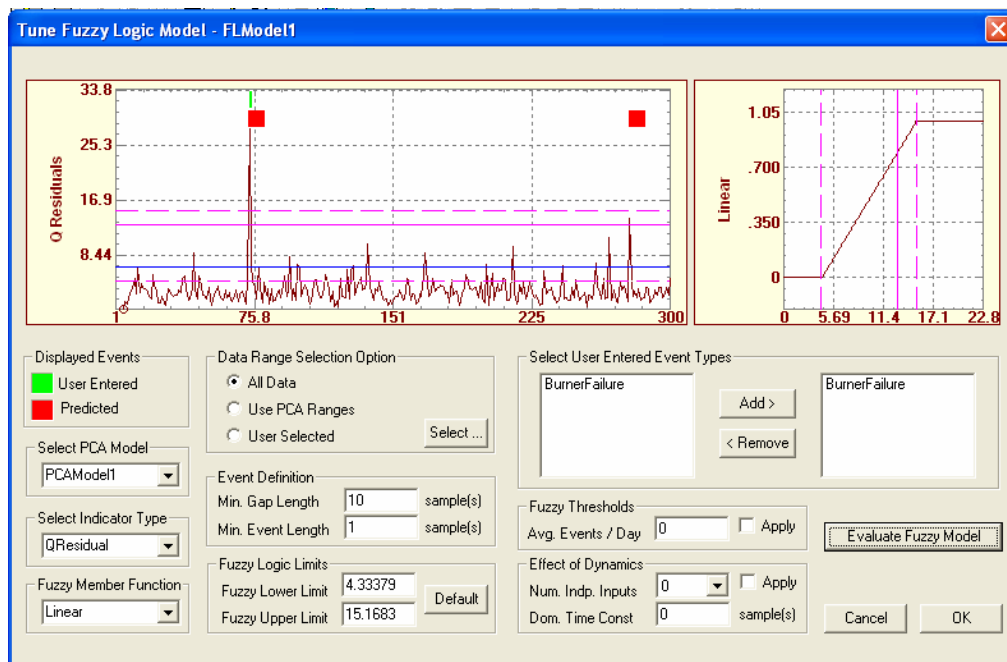 Tune Fuzzy Logic Model - FLModel1
33.8
25.3
16.9
8.44
Q Residuals
1
75.8
151
225
300
1.05
.700
.350
0
Linear
0
5.69
11.4
17.1
22.8
Displayed Events
User Entered
Predicted
Select PCA Model
PCAModel1
Select Indicator Type
QResidual
Fuzzy Member Function
Linear
Data Range Selection Option
All Data
Use PCA Ranges
User Selected
Select ...
Event Definition
Min. Gap Length 10 sample(s)
Min. Event Length 1 sample(s)
Fuzzy Logic Limits
Fuzzy Lower Limit 4.33379
Fuzzy Upper Limit 15.1683
Default
Select User Entered Event Types
BurnerFailure
Add >
< Remove
BurnerFailure
Fuzzy Thresholds
Avg. Events / Day 0 Apply
Effect of Dynamics
Num. Indp. Inputs 0 Apply
Dom. Time Const 0 sample(s)
Evaluate Fuzzy Model
Cancel
OK